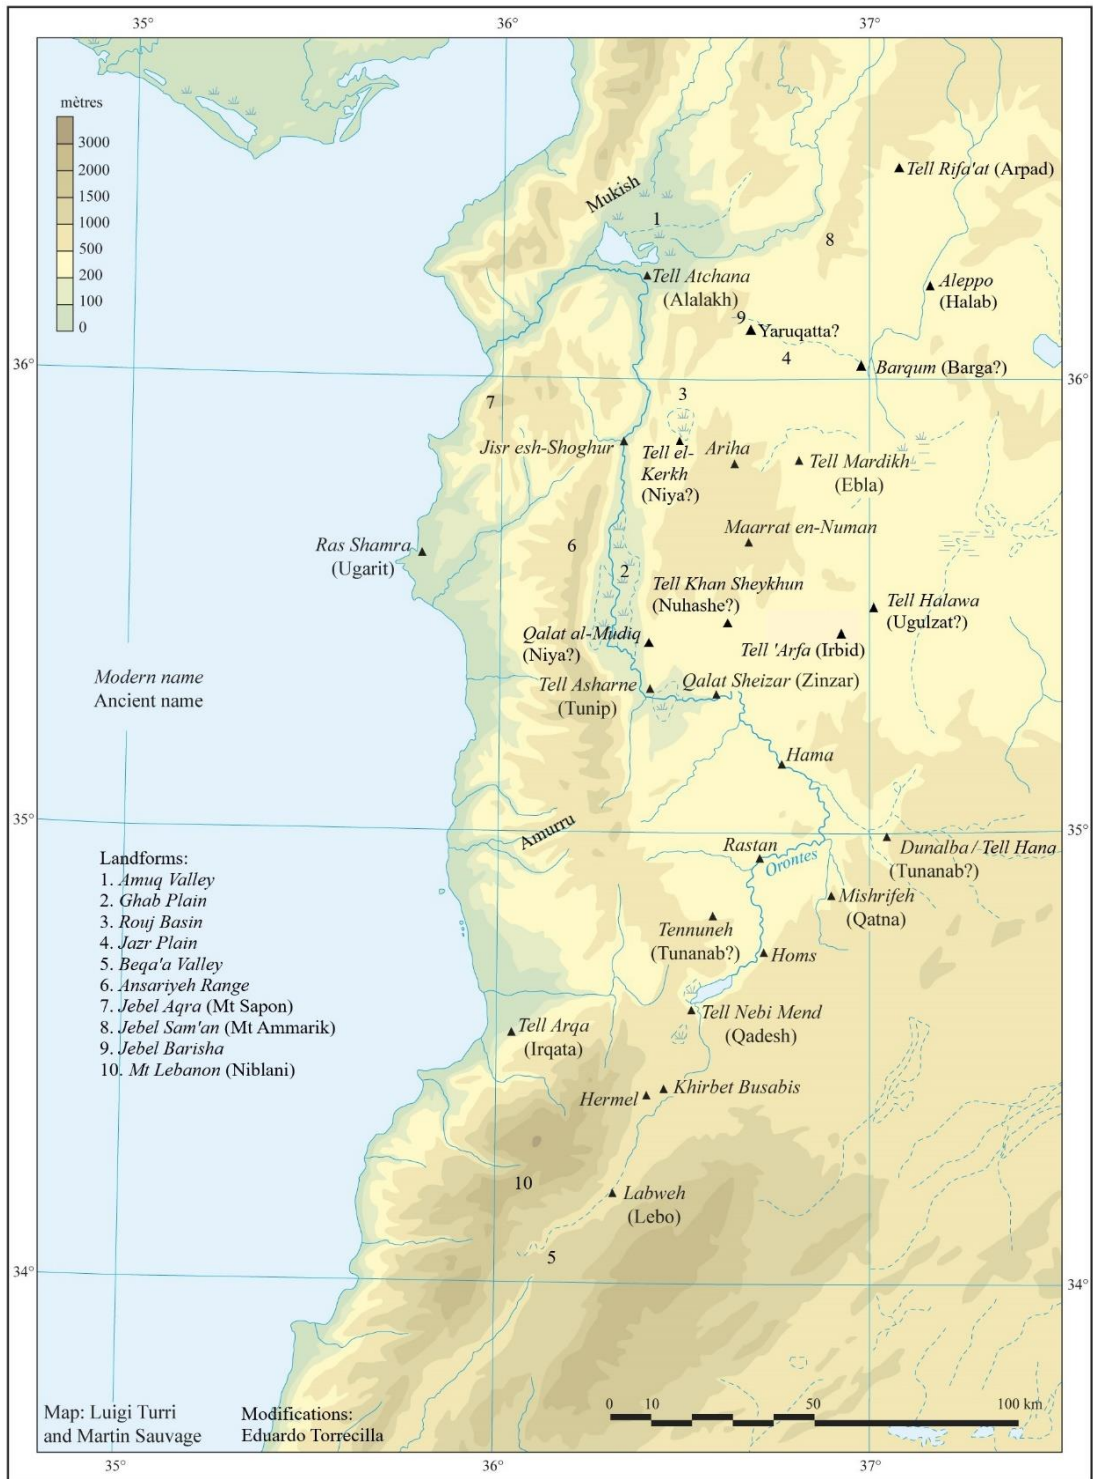 35°
36°
37°
mètres
3000
2000
1500
1000
500
200
100
0
Mukish
1
Tell Rifa'at (Arpad)
8
Tell Atchana
(Alalakh)
Aleppo
(Halab)
9
Yaruqatta?
4
36°
36°
Barqum (Barga?)
7
3
Jisr esh-Shoghur
Tell el-
Kerkh
(Niya?)
Ariha
Tell Mardikh
(Ebla)
Maarrat en-Numan
Ras Shamra
(Ugarit)
6
2
Tell Khan Sheykhun
(Nuhashe?)
Tell Halawa
(Ugulzat?)
Qalat al-Mudiq
(Niya?)
Tell 'Arfa (Irbid)
Modern name
Ancient name
Tell Asharne
(Tunip)
Qalat Sheizar (Zinzar)
Hama
35°
35°
Amurru
Rastan
Orontes
Dunalba / Tell Hana
(Tunanab?)
Mishrifeh
(Qatna)
Landforms:
1. Amuq Valley
2. Ghab Plain
3. Rouj Basin
4. Jazr Plain
5. Beqa'a Valley
6. Ansariyeh Range
7. Jebel Aqra (Mt Sapon)
8. Jebel Sam'an (Mt Ammarik)
9. Jebel Barisha
10. Mt Lebanon (Niblani)
Tennuneh
(Tunanab?)
Homs
Tell Nebi Mend
(Qadesh)
Tell Arqa
(Irqata)
Hermel
Khirbet Busabis
10
Labweh
(Lebo)
5
34°
34°
Map: Luigi Turri
and Martin Sauvage
Modifications:
Eduardo Torrecilla
0 10 50 100 km
35°
36°
37°